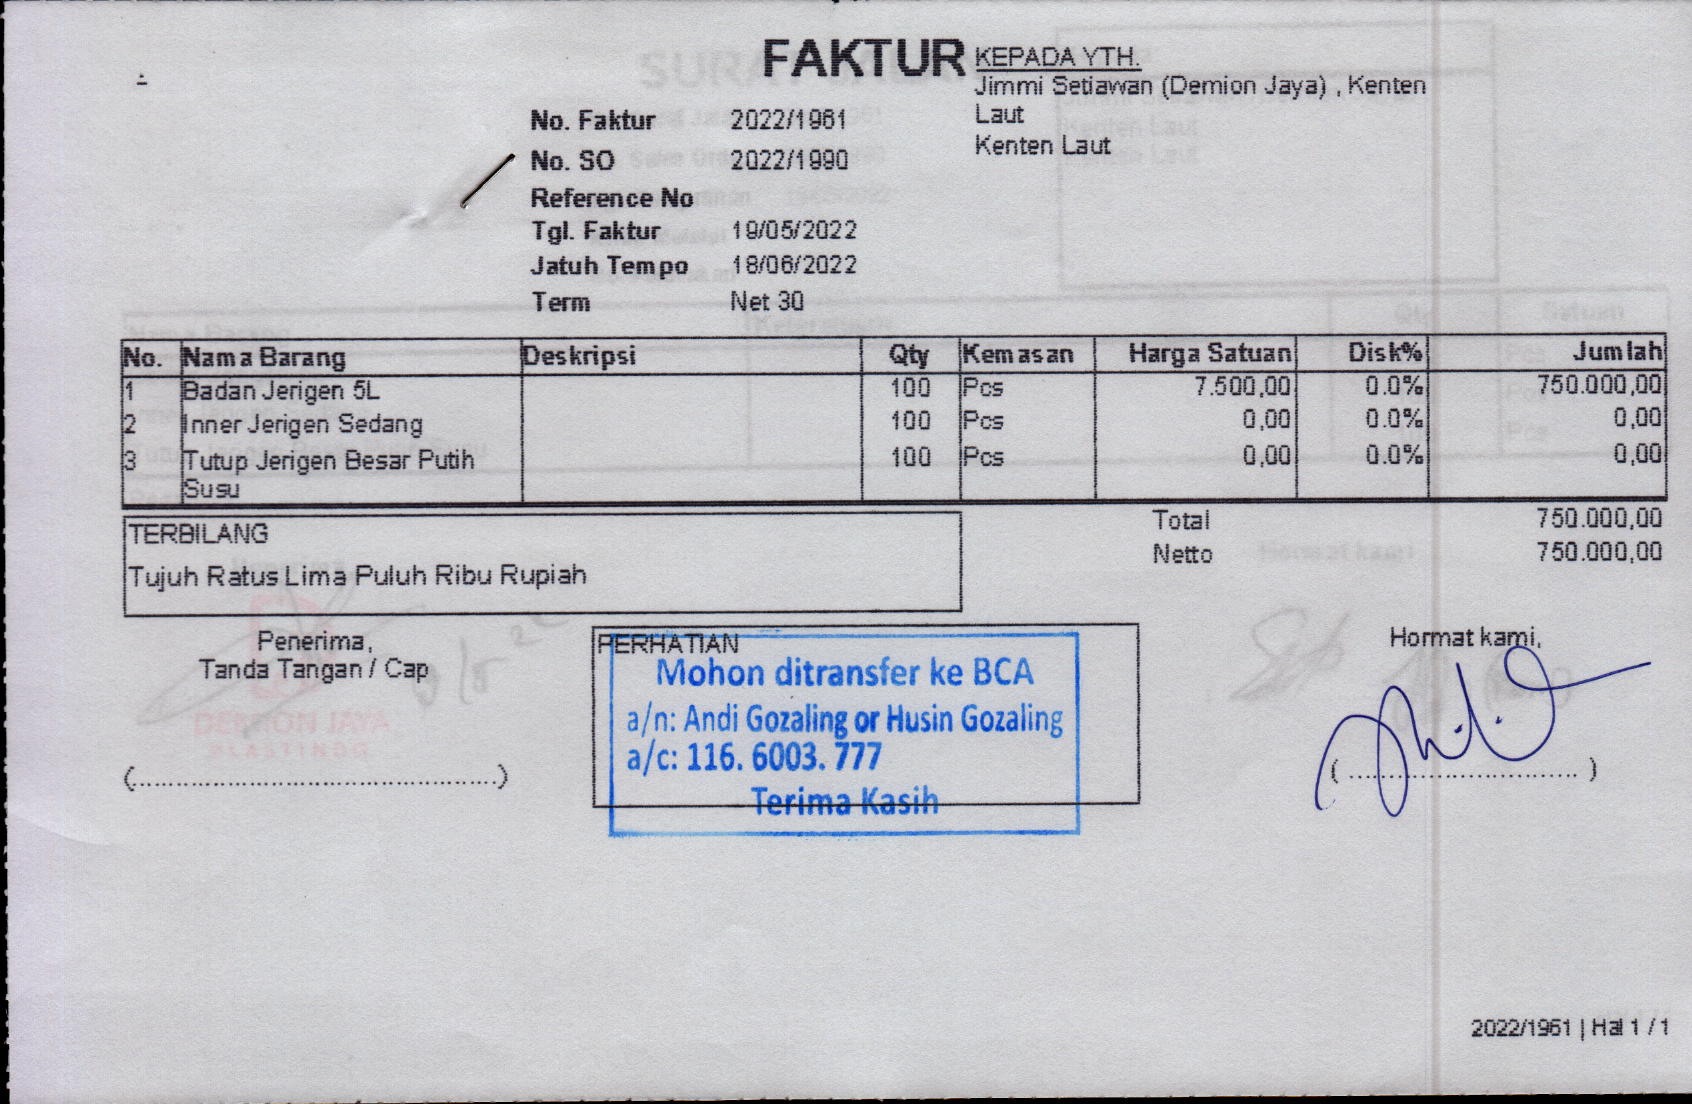 FAKTUR
KEPADA YTH.
Jimmi Setiawan (Demion Jaya) , Kenten
Laut
Kenten Laut
No. Faktur 2022/1961
No. SO 2022/1990
Reference No
Tgl. Faktur 19/05/2022
Jatuh Tempo 18/06/2022
Term Net 30
No. Nama Barang Deskripsi Qty Kemasan Harga Satuan Disk% Jumlah
1 Badan Jerigen 5L 100 Pcs 7.500,00 0.0% 750.000,00
2 Inner Jerigen Sedang 100 Pcs 0,00 0.0% 0,00
3 Tutup Jerigen Besar Putih 100 Pcs 0,00 0.0% 0,00
Susu
Total 750.000,00
Netto 750.000,00
TERBILANG
Tujuh Ratus Lima Puluh Ribu Rupiah
Penerima,
Tanda Tangan / Cap
DEMION JAYA
PLASTINDO
(................................................)
PERHATIAN
Mohon ditransfer ke BCA
a/n: Andi Gozaling or Husin Gozaling
a/c: 116. 6003. 777
Terima Kasih
Hormat kami,
( .............................. )
2022/1961 | Hal 1 / 1